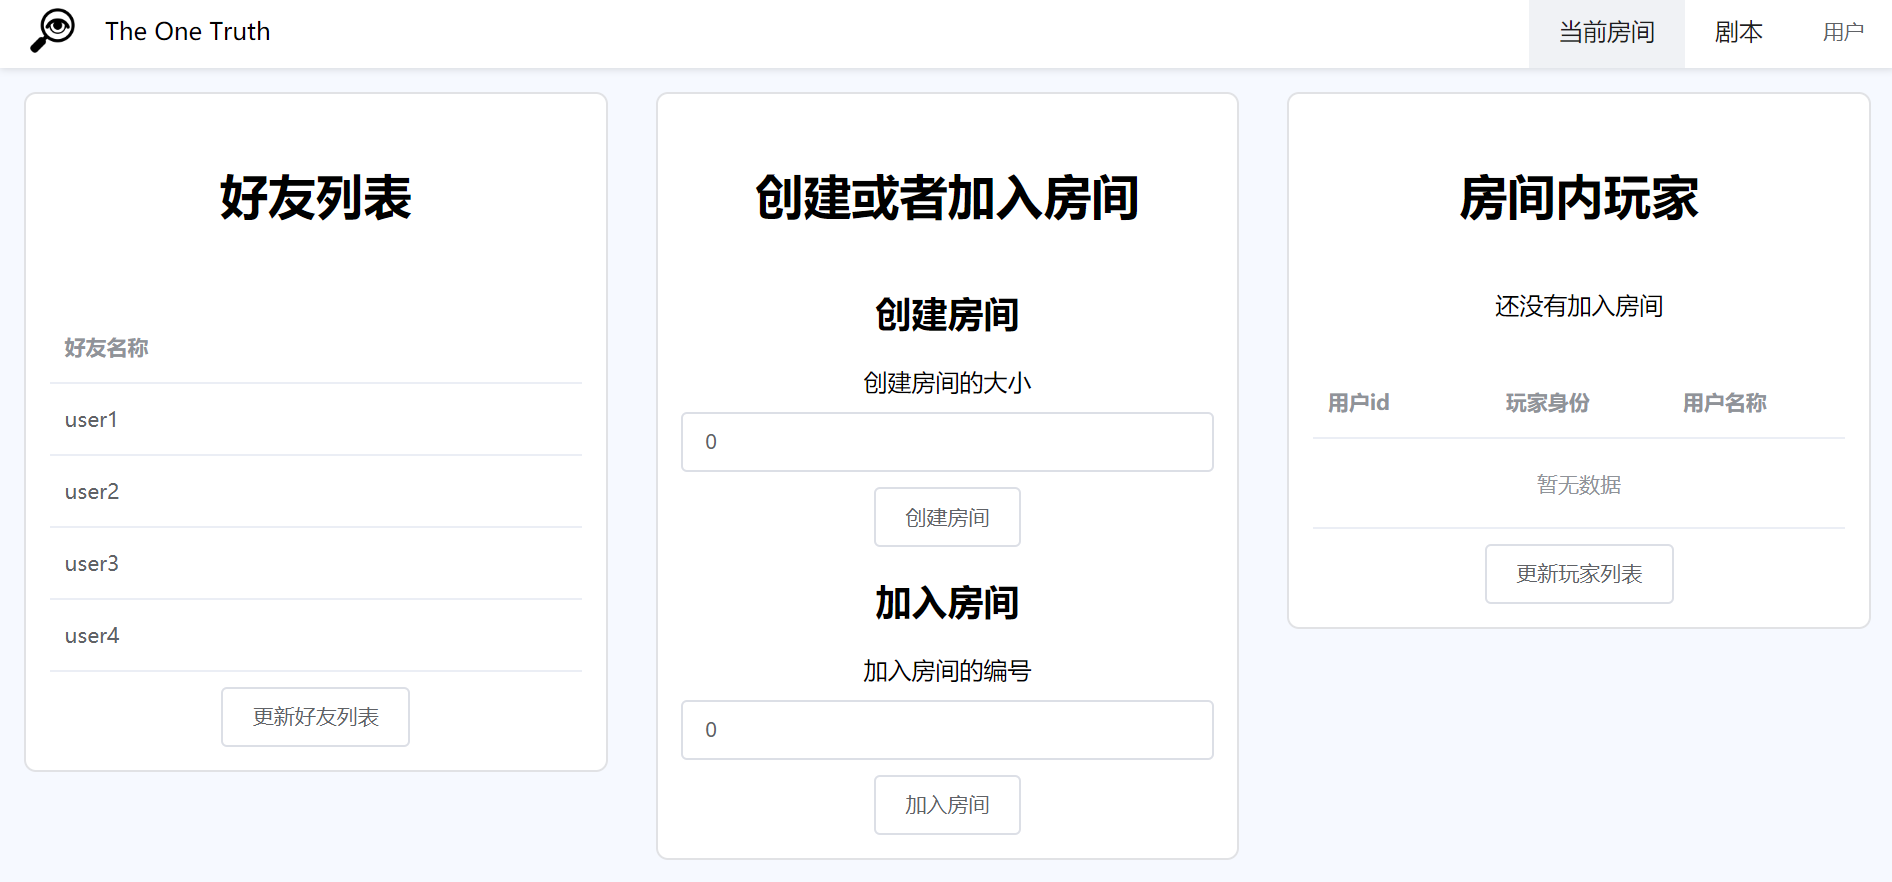 The One Truth
当前房间
剧本
用户
好友列表
好友名称
user1
user2
user3
user4
更新好友列表
创建或者加入房间
创建房间
创建房间的大小
0
创建房间
加入房间
加入房间的编号
0
加入房间
房间内玩家
还没有加入房间
用户id 玩家身份 用户名称
暂无数据
更新玩家列表